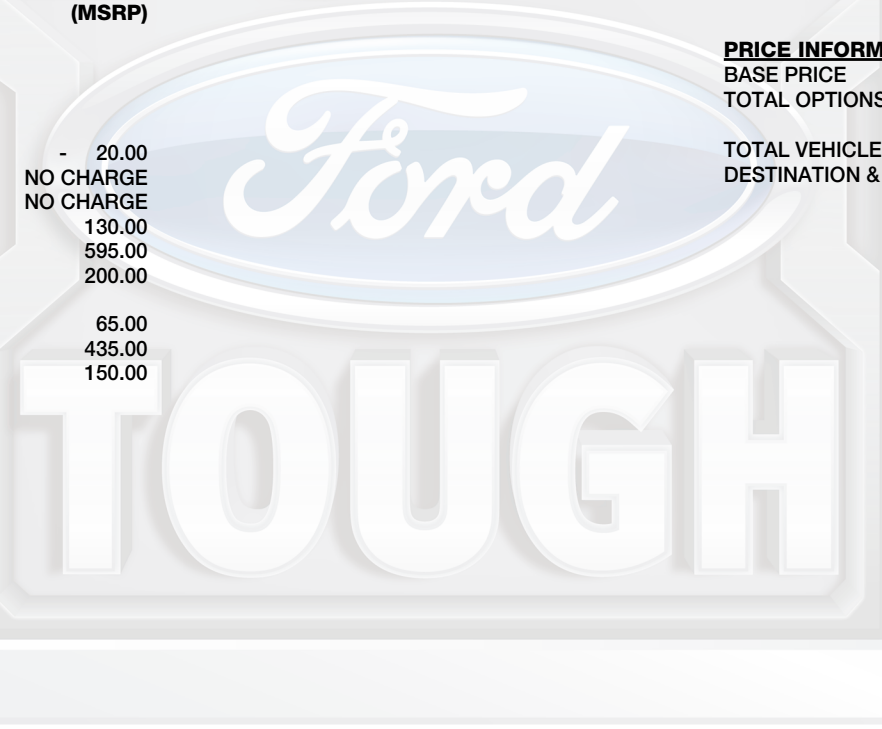 (MSRP)
- 20.00
NO CHARGE
NO CHARGE
130.00
595.00
200.00
65.00
435.00
150.00
PRICE INFORM
BASE PRICE
TOTAL OPTIONS
TOTAL VEHICLE
DESTINATION &
Ford
TOUGH